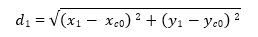 d₁ = √((x₁ − x_c0)² + (y₁ − y_c0)²)